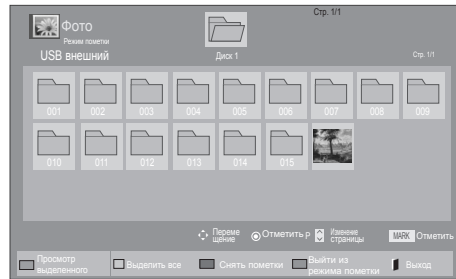 Стр. 1/1
Фото
Режим пометки
USB внешний
Диск 1
Стр. 1/1
001 002 003 004 005 006 007 008 009
010 011 012 013 014 015
Переме
щение
Отметить P
Измнение
страницы
MARK Отметить
Просмотр
выделенного
Выделить все
Снять пометки
Выйти из
режима пометки
Выход